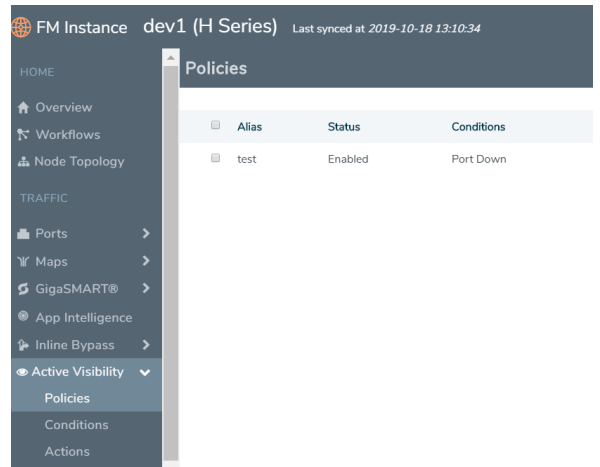 FM Instance dev1 (H Series) Last synced at 2019-10-18 13:10:34
HOME
Overview
Workflows
Node Topology
TRAFFIC
Ports
Maps
GigaSMART®
App Intelligence
Inline Bypass
Active Visibility
Policies
Conditions
Actions
Policies
Alias Status Conditions
test Enabled Port Down